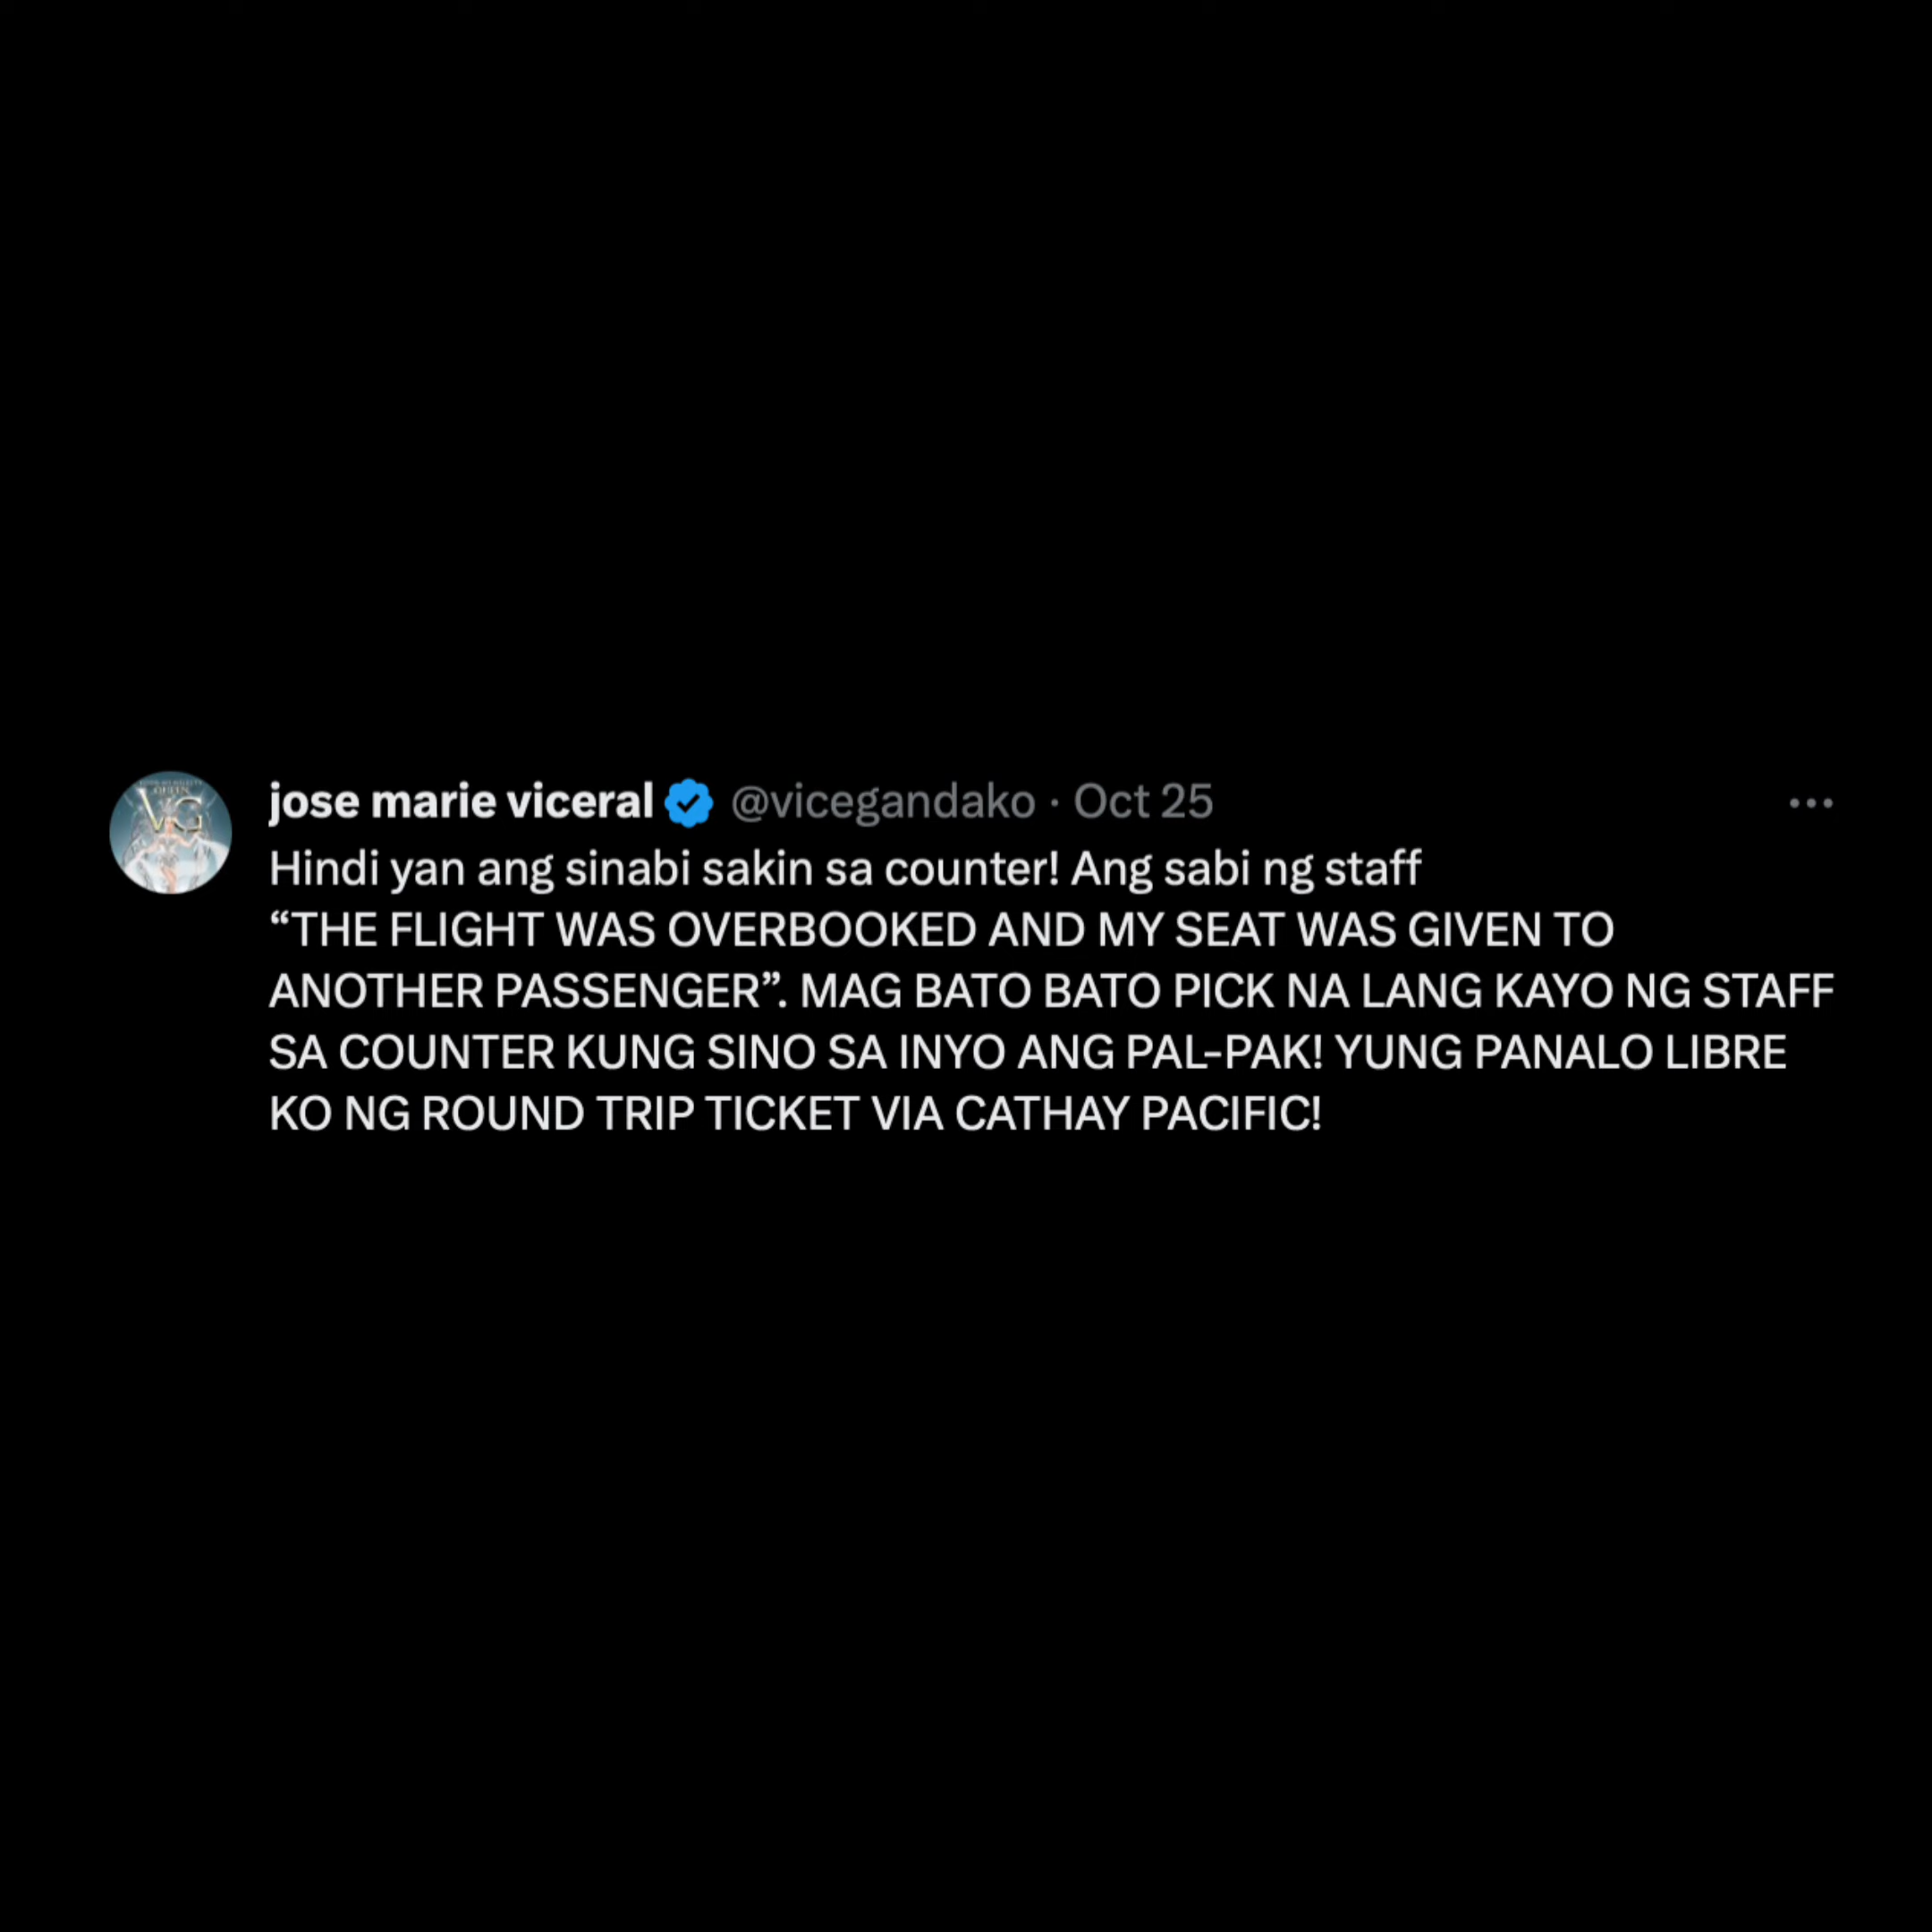 jose marie viceral @vicegandako · Oct 25
Hindi yan ang sinabi sakin sa counter! Ang sabi ng staff
“THE FLIGHT WAS OVERBOOKED AND MY SEAT WAS GIVEN TO
ANOTHER PASSENGER”. MAG BATO BATO PICK NA LANG KAYO NG STAFF
SA COUNTER KUNG SINO SA INYO ANG PAL-PAK! YUNG PANALO LIBRE
KO NG ROUND TRIP TICKET VIA CATHAY PACIFIC!
QUEEN
VG